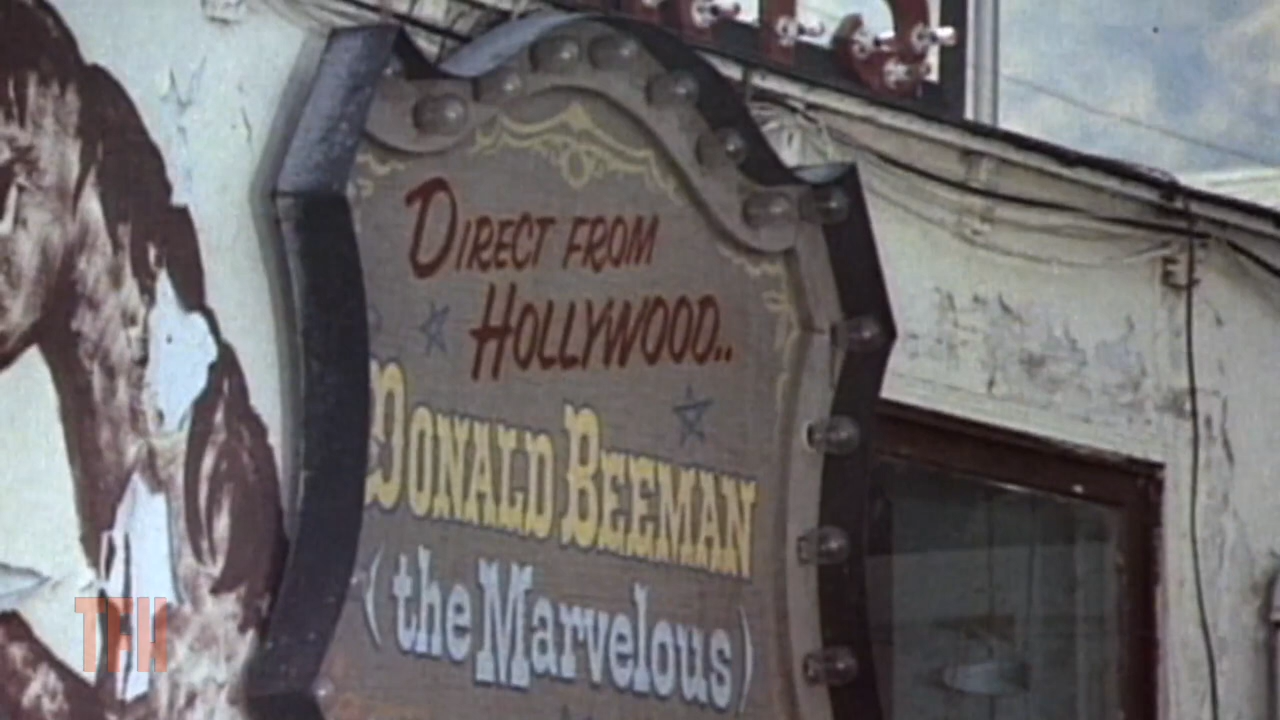 DIRECT FROM
HOLLYWOOD..
DONALD BEEMAN
(the Marvelous)
TFH